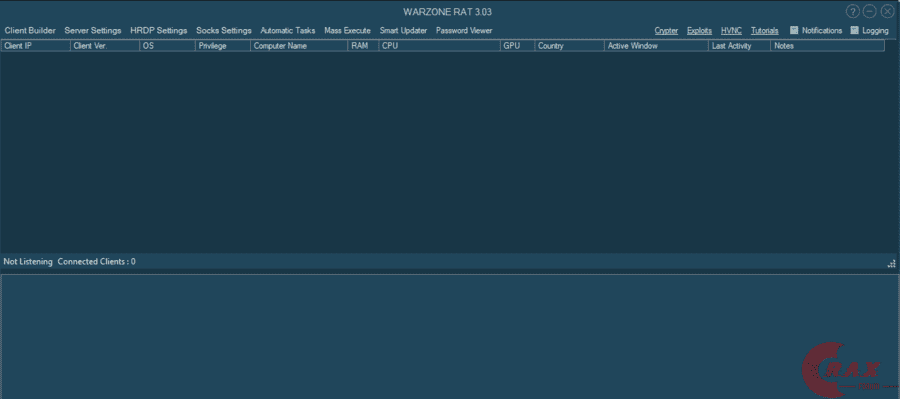 WARZONE RAT 3.03
Client Builder Server Settings HRDP Settings Socks Settings Automatic Tasks Mass Execute Smart Updater Password Viewer Crypter Exploits HVNC Tutorials Notifications Logging
Client IP Client Ver. OS Privilege Computer Name RAM CPU GPU Country Active Window Last Activity Notes
Not Listening Connected Clients : 0
RAX